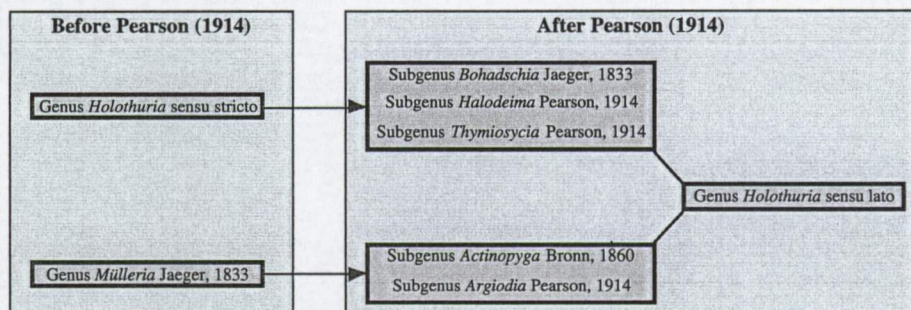 Before Pearson (1914)
Genus Holothuria sensu stricto
Genus Mülleria Jaeger, 1833
After Pearson (1914)
Subgenus Bohadschia Jaeger, 1833
Subgenus Halodeima Pearson, 1914
Subgenus Thymiosycia Pearson, 1914
Genus Holothuria sensu lato
Subgenus Actinopyga Bronn, 1860
Subgenus Argiodia Pearson, 1914